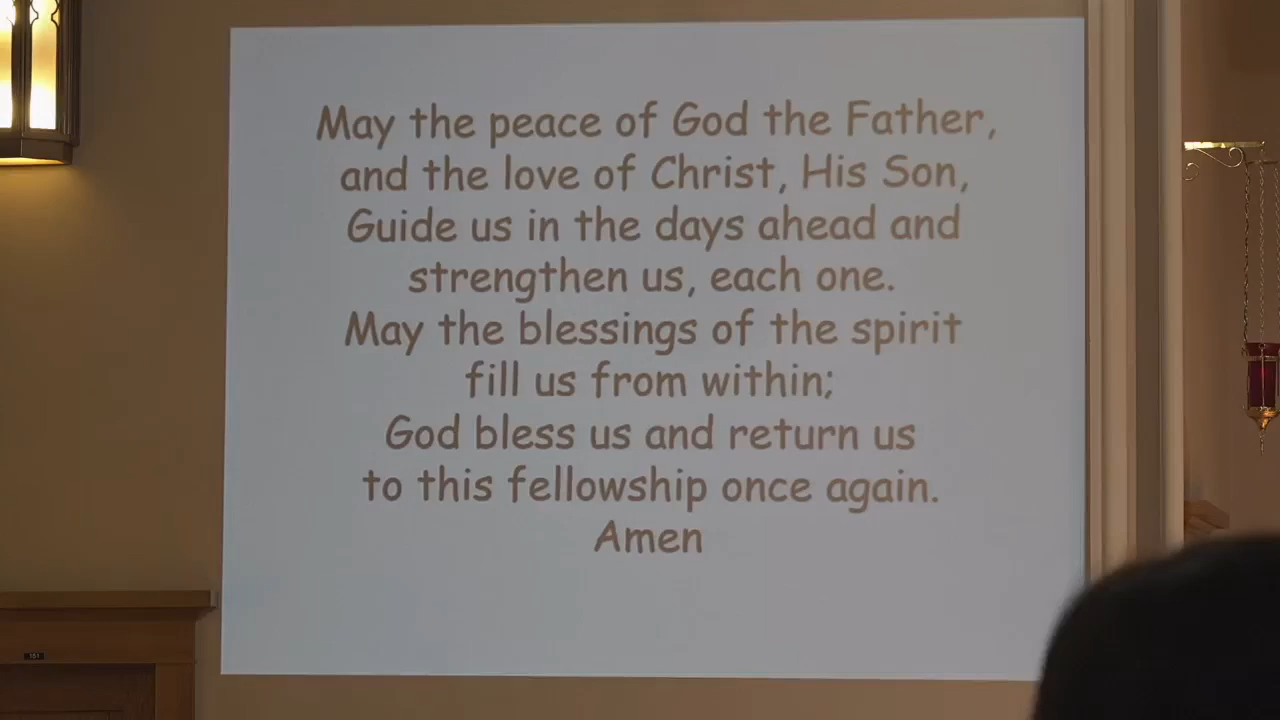 May the peace of God the Father,
and the love of Christ, His Son,
Guide us in the days ahead and
strengthen us, each one.
May the blessings of the spirit
fill us from within;
God bless us and return us
to this fellowship once again.
Amen
151